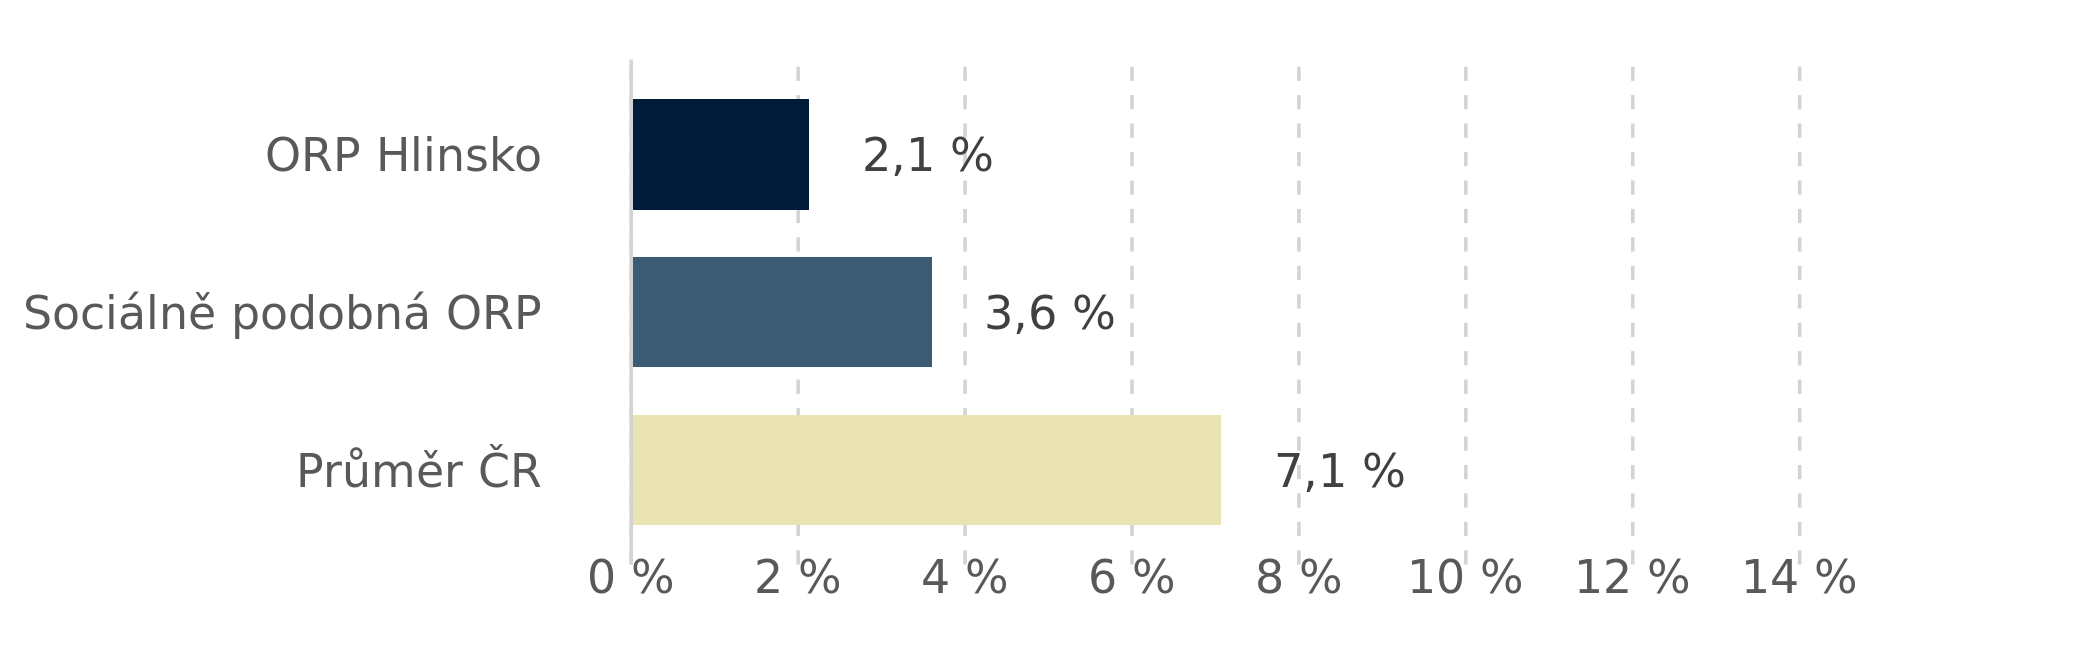 ORP Hlinsko 2,1 %
Sociálně podobná ORP 3,6 %
Průměr ČR 7,1 %
0 % 2 % 4 % 6 % 8 % 10 % 12 % 14 %